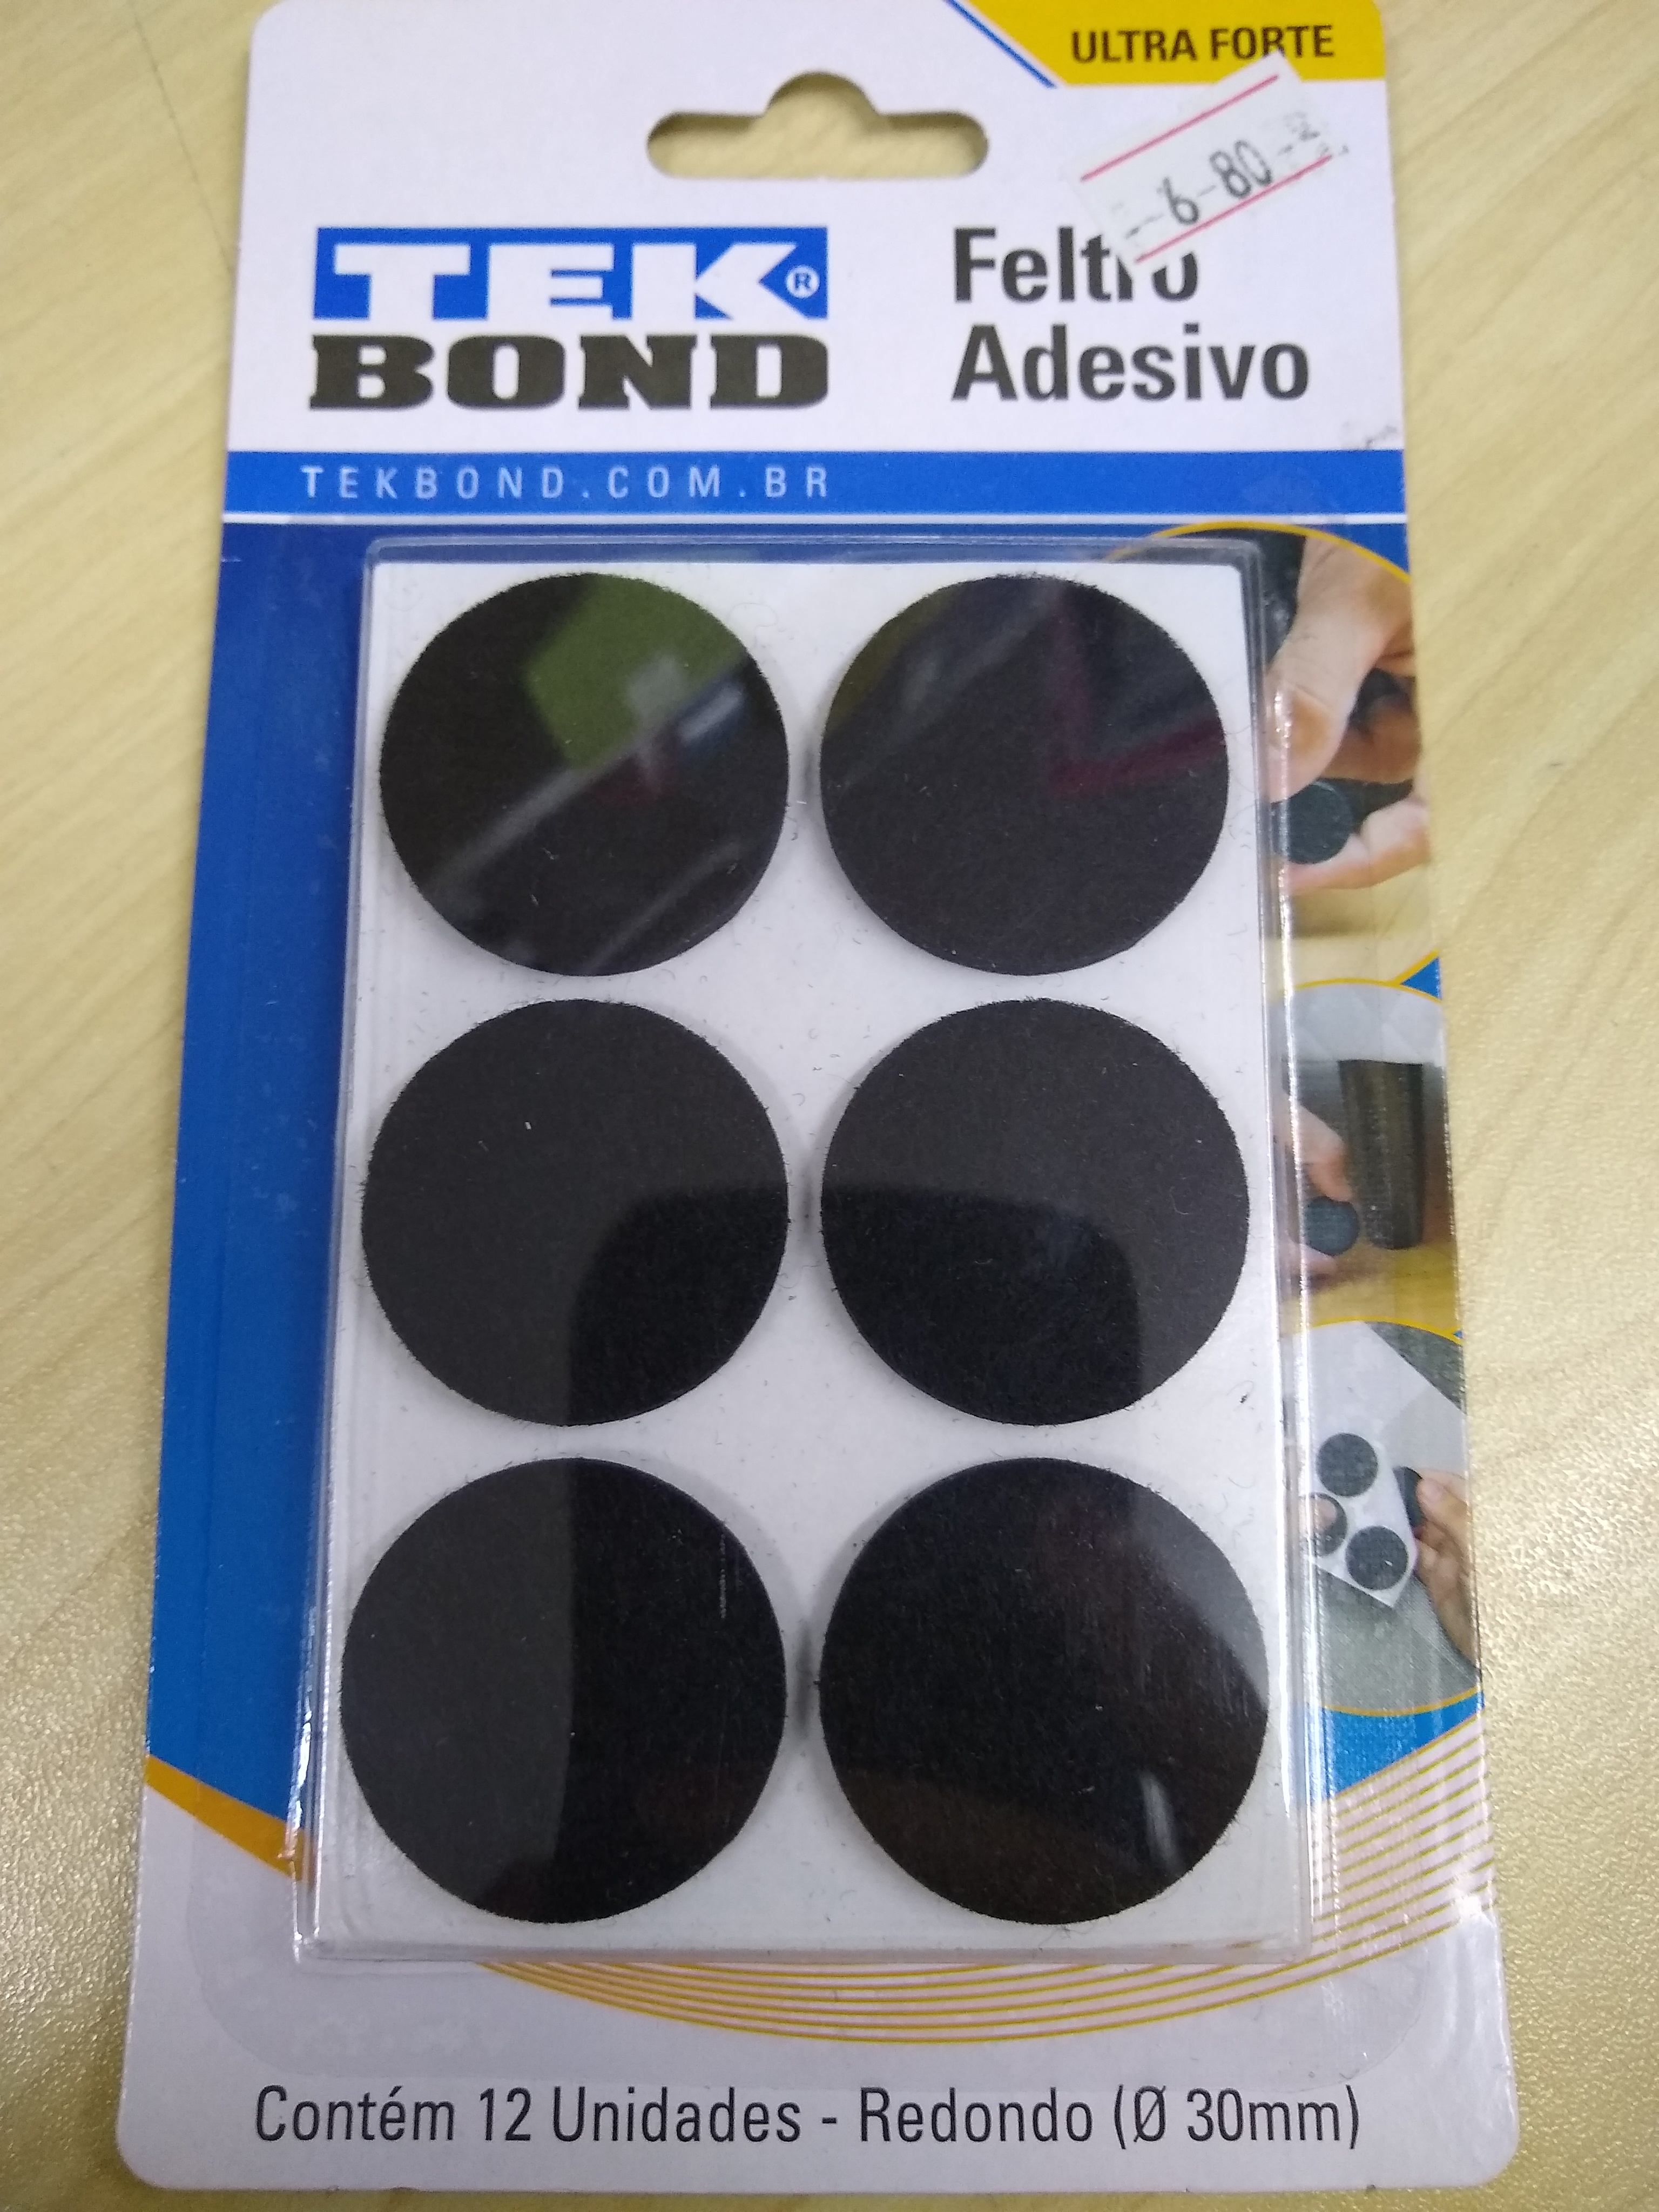 ULTRA FORTE
6-80
TEK®
BOND
Feltro
Adesivo
TEKBOND.COM.BR
Contém 12 Unidades - Redondo (Ø 30mm)